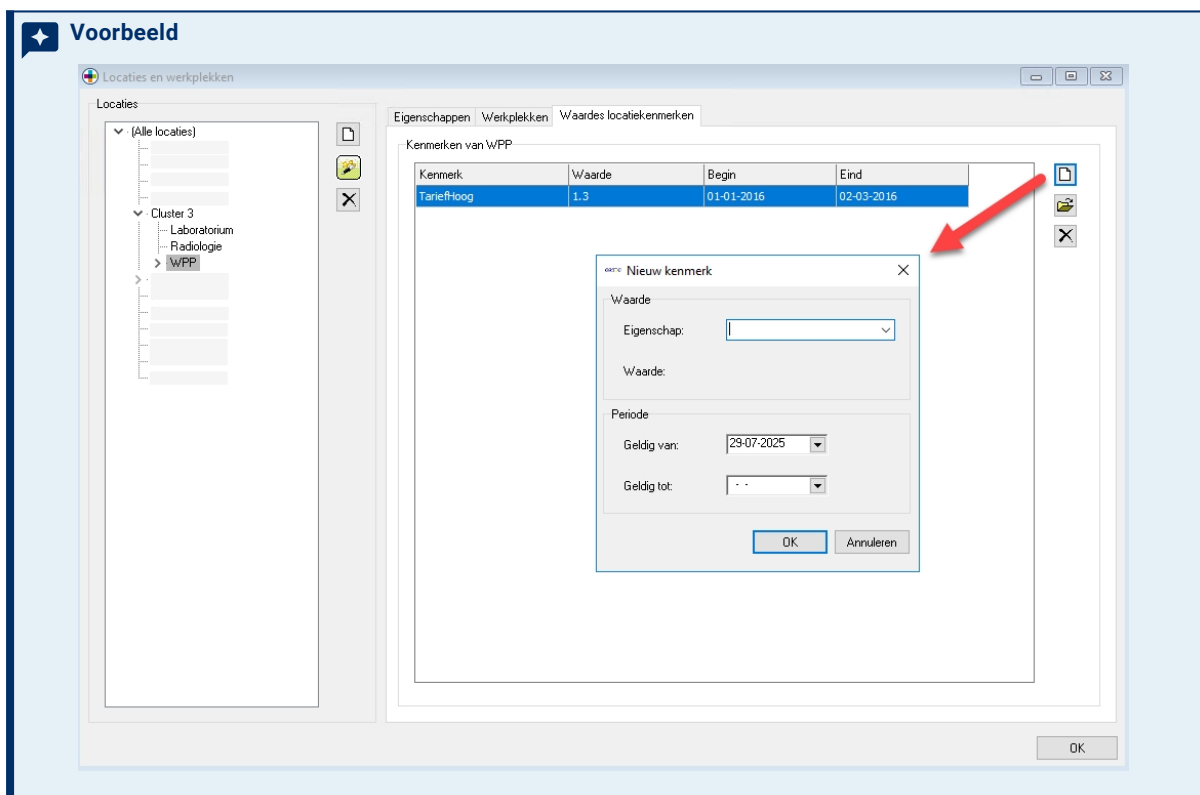 Voorbeeld
Locaties en werkplekken
Locaties
(Alle locaties)
Cluster 3
Laboratorium
Radiologie
WPP
Eigenschappen Werkplekken Waardes locatiekenmerken
Kenmerken van WPP
Kenmerk Waarde Begin Eind
TariefHoog 1.3 01-01-2016 02-03-2016
Nieuw kenmerk
Waarde
Eigenschap:
Waarde:
Periode
Geldig van: 29-07-2025
Geldig tot: - -
OK Annuleren
OK